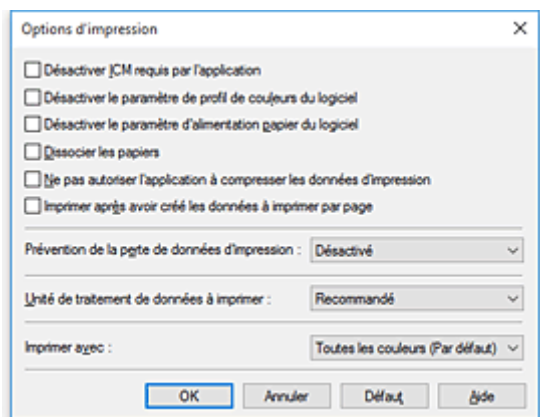 Options d'impression
Désactiver ICM requis par l'application
Désactiver le paramètre de profil de couleurs du logiciel
Désactiver le paramètre d'alimentation papier du logiciel
Dissocier les papiers
Ne pas autoriser l'application à compresser les données d'impression
Imprimer après avoir créé les données à imprimer par page
Prévention de la perte de données d'impression : Désactivé
Unité de traitement de données à imprimer : Recommandé
Imprimer avec : Toutes les couleurs (Par défaut)
OK Annuler Défaut Aide